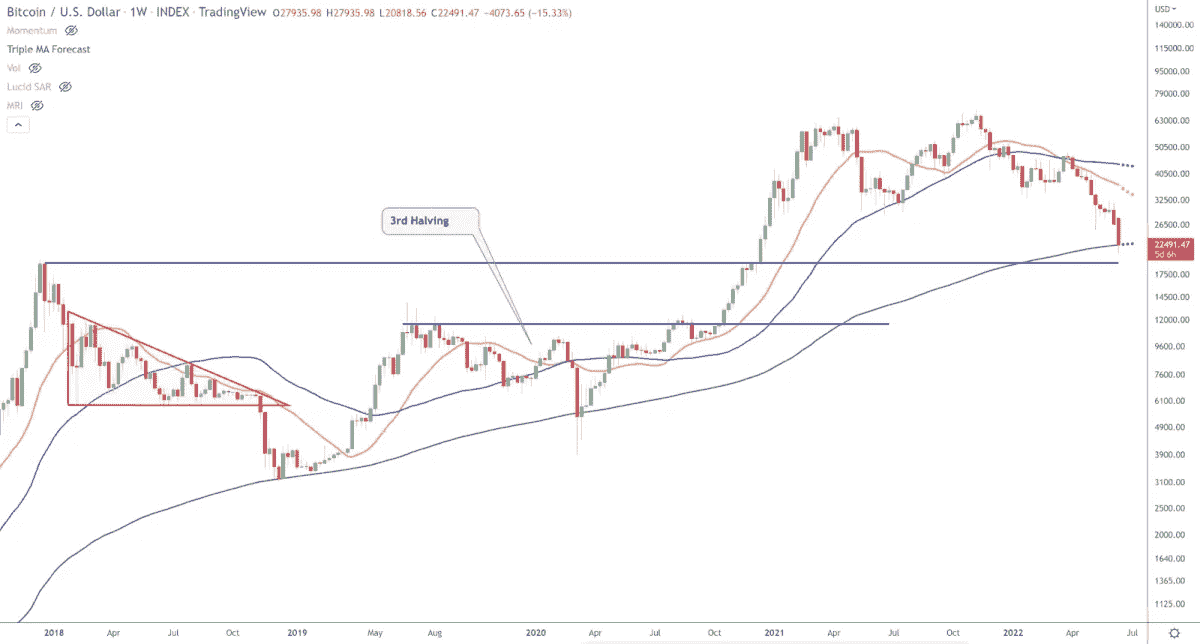 Bitcoin / U.S. Dollar · 1W · INDEX · TradingView O27935.98 H27935.98 L20818.56 C22491.47 −4073.65 (−15.33%)
Momentum
Triple MA Forecast
Vol
Lucid SAR
MRI
3rd Halving
USD
140000.00
115000.00
95000.00
79000.00
63000.00
50500.00
40500.00
32500.00
26500.00
22491.47
5d 6h
17500.00
14500.00
12000.00
9600.00
7600.00
6100.00
4900.00
3900.00
3100.00
2500.00
2000.00
1640.00
1365.00
1125.00
2018 Apr Jul Oct 2019 May Aug 2020 Apr Jul Oct 2021 Apr Jul Oct 2022 Apr Jul